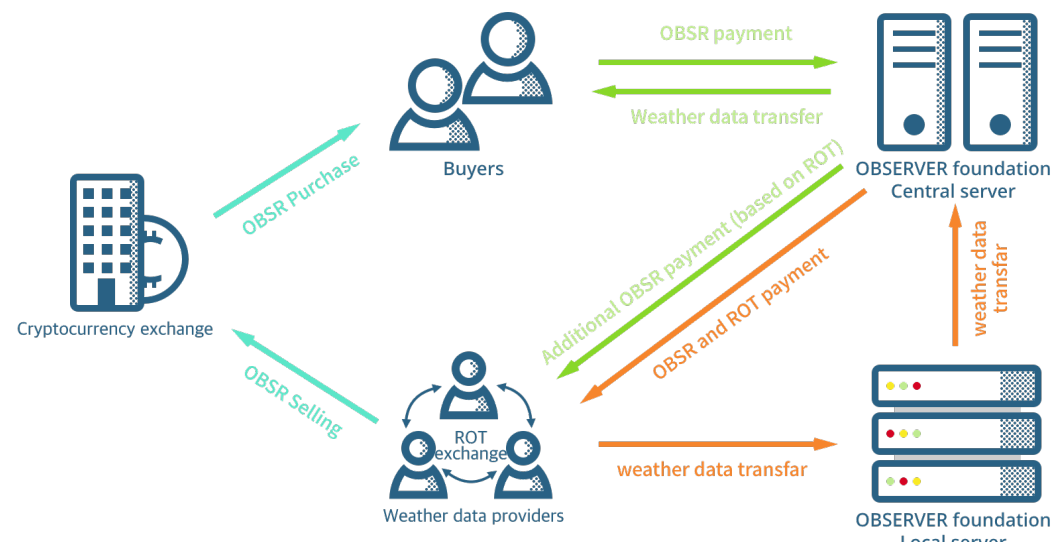 OBSR payment
Weather data transfer
Buyers
OBSERVER foundation
Central server
OBSR Purchase
Additional OBSR payment (based on ROT)
OBSR and ROT payment
weather data
transfar
Cryptocurrency exchange
OBSR Selling
ROT
exchange
weather data transfar
Weather data providers
OBSERVER foundation
Local server